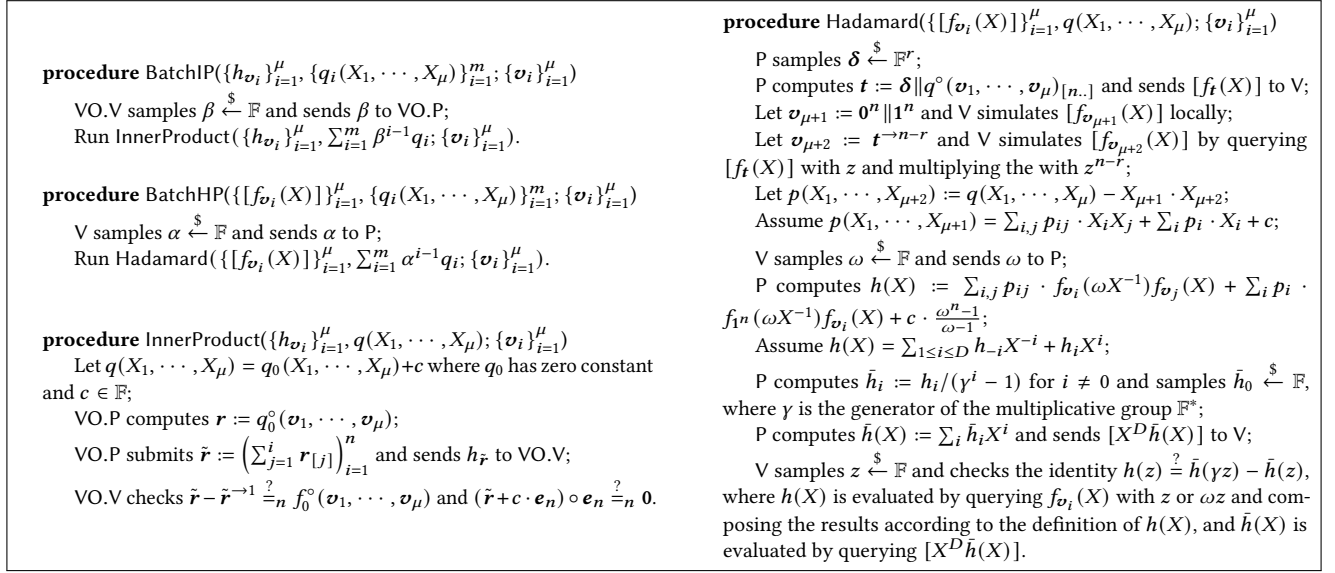 procedure BatchIP({h_{𝒗_i}}_{i=1}^μ, {q_i(X_1, ⋯, X_μ)}_{i=1}^m; {𝒗_i}_{i=1}^μ)
VO.V samples β ←$ 𝔽 and sends β to VO.P;
Run InnerProduct({h_{𝒗_i}}_{i=1}^μ, ∑_{i=1}^m β^{i−1}q_i; {𝒗_i}_{i=1}^μ).
procedure BatchHP({[f_{𝒗_i}(X)]}_{i=1}^μ, {q_i(X_1, ⋯, X_μ)}_{i=1}^m; {𝒗_i}_{i=1}^μ)
V samples α ←$ 𝔽 and sends α to P;
Run Hadamard({[f_{𝒗_i}(X)]}_{i=1}^μ, ∑_{i=1}^m α^{i−1}q_i; {𝒗_i}_{i=1}^μ).
procedure InnerProduct({h_{𝒗_i}}_{i=1}^μ, q(X_1, ⋯, X_μ); {𝒗_i}_{i=1}^μ)
Let q(X_1, ⋯, X_μ) = q_0(X_1, ⋯, X_μ)+c where q_0 has zero constant
and c ∈ 𝔽;
VO.P computes 𝒓 := q_0^∘(𝒗_1, ⋯, 𝒗_μ);
VO.P submits 𝒓̃ := (∑_{j=1}^i 𝒓_{[j]})_{i=1}^n and sends h_{𝒓̃} to VO.V;
VO.V checks 𝒓̃ − 𝒓̃^{→1} ≟_n f_0^∘(𝒗_1, ⋯, 𝒗_μ) and (𝒓̃ + c · 𝒆_n) ∘ 𝒆_n ≟_n 𝟎.
procedure Hadamard({[f_{𝒗_i}(X)]}_{i=1}^μ, q(X_1, ⋯, X_μ); {𝒗_i}_{i=1}^μ)
P samples 𝜹 ←$ 𝔽^r;
P computes 𝒕 := 𝜹∥q^∘(𝒗_1, ⋯, 𝒗_μ)_{[n..]} and sends [f_𝒕(X)] to V;
Let 𝒗_{μ+1} := 𝟎^n∥𝟏^n and V simulates [f_{𝒗_{μ+1}}(X)] locally;
Let 𝒗_{μ+2} := 𝒕^{→n−r} and V simulates [f_{𝒗_{μ+2}}(X)] by querying
[f_𝒕(X)] with z and multiplying the with z^{n−r};
Let p(X_1, ⋯, X_{μ+2}) := q(X_1, ⋯, X_μ) − X_{μ+1} · X_{μ+2};
Assume p(X_1, ⋯, X_{μ+1}) = ∑_{i,j} p_{ij} · X_iX_j + ∑_i p_i · X_i + c;
V samples ω ←$ 𝔽 and sends ω to P;
P computes h(X) := ∑_{i,j} p_{ij} · f_{𝒗_i}(ωX^{−1})f_{𝒗_j}(X) + ∑_i p_i ·
f_{𝟏^n}(ωX^{−1})f_{𝒗_i}(X) + c · (ω^n−1)/(ω−1);
Assume h(X) = ∑_{1≤i≤D} h_{−i}X^{−i} + h_iX^i;
P computes h̄_i := h_i/(γ^i − 1) for i ≠ 0 and samples h̄_0 ←$ 𝔽,
where γ is the generator of the multiplicative group 𝔽^*;
P computes h̄(X) := ∑_i h̄_iX^i and sends [X^D h̄(X)] to V;
V samples z ←$ 𝔽 and checks the identity h(z) ≟ h̄(γz) − h̄(z),
where h(X) is evaluated by querying f_{𝒗_i}(X) with z or ωz and com-
posing the results according to the definition of h(X), and h̄(X) is
evaluated by querying [X^D h̄(X)].